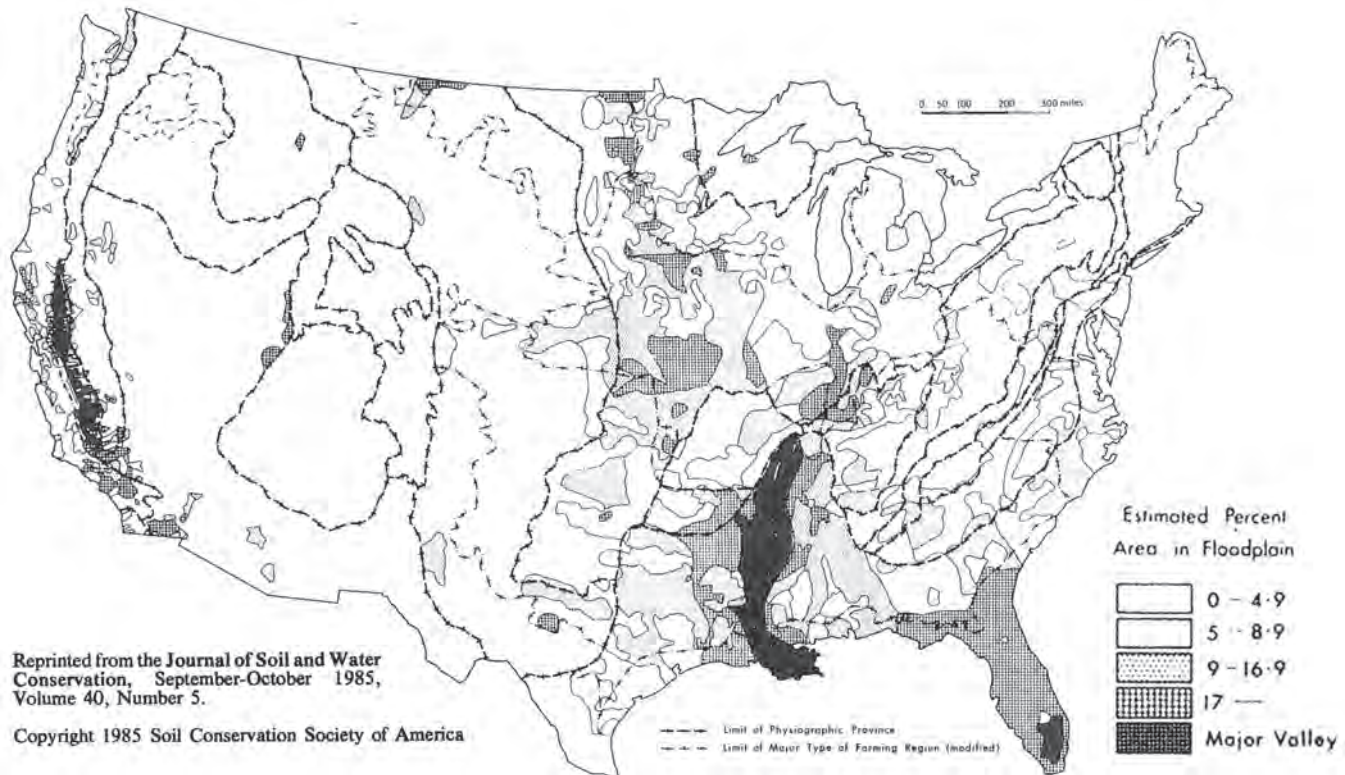 0 50 100 200 300 miles
Estimated Percent
Area in Floodplain
0 - 4.9
5 - 8.9
9 - 16.9
17 —
Major Valley
Reprinted from the Journal of Soil and Water
Conservation, September-October 1985,
Volume 40, Number 5.
Copyright 1985 Soil Conservation Society of America
Limit of Physiographic Province
Limit of Major Type of Farming Region (modified)